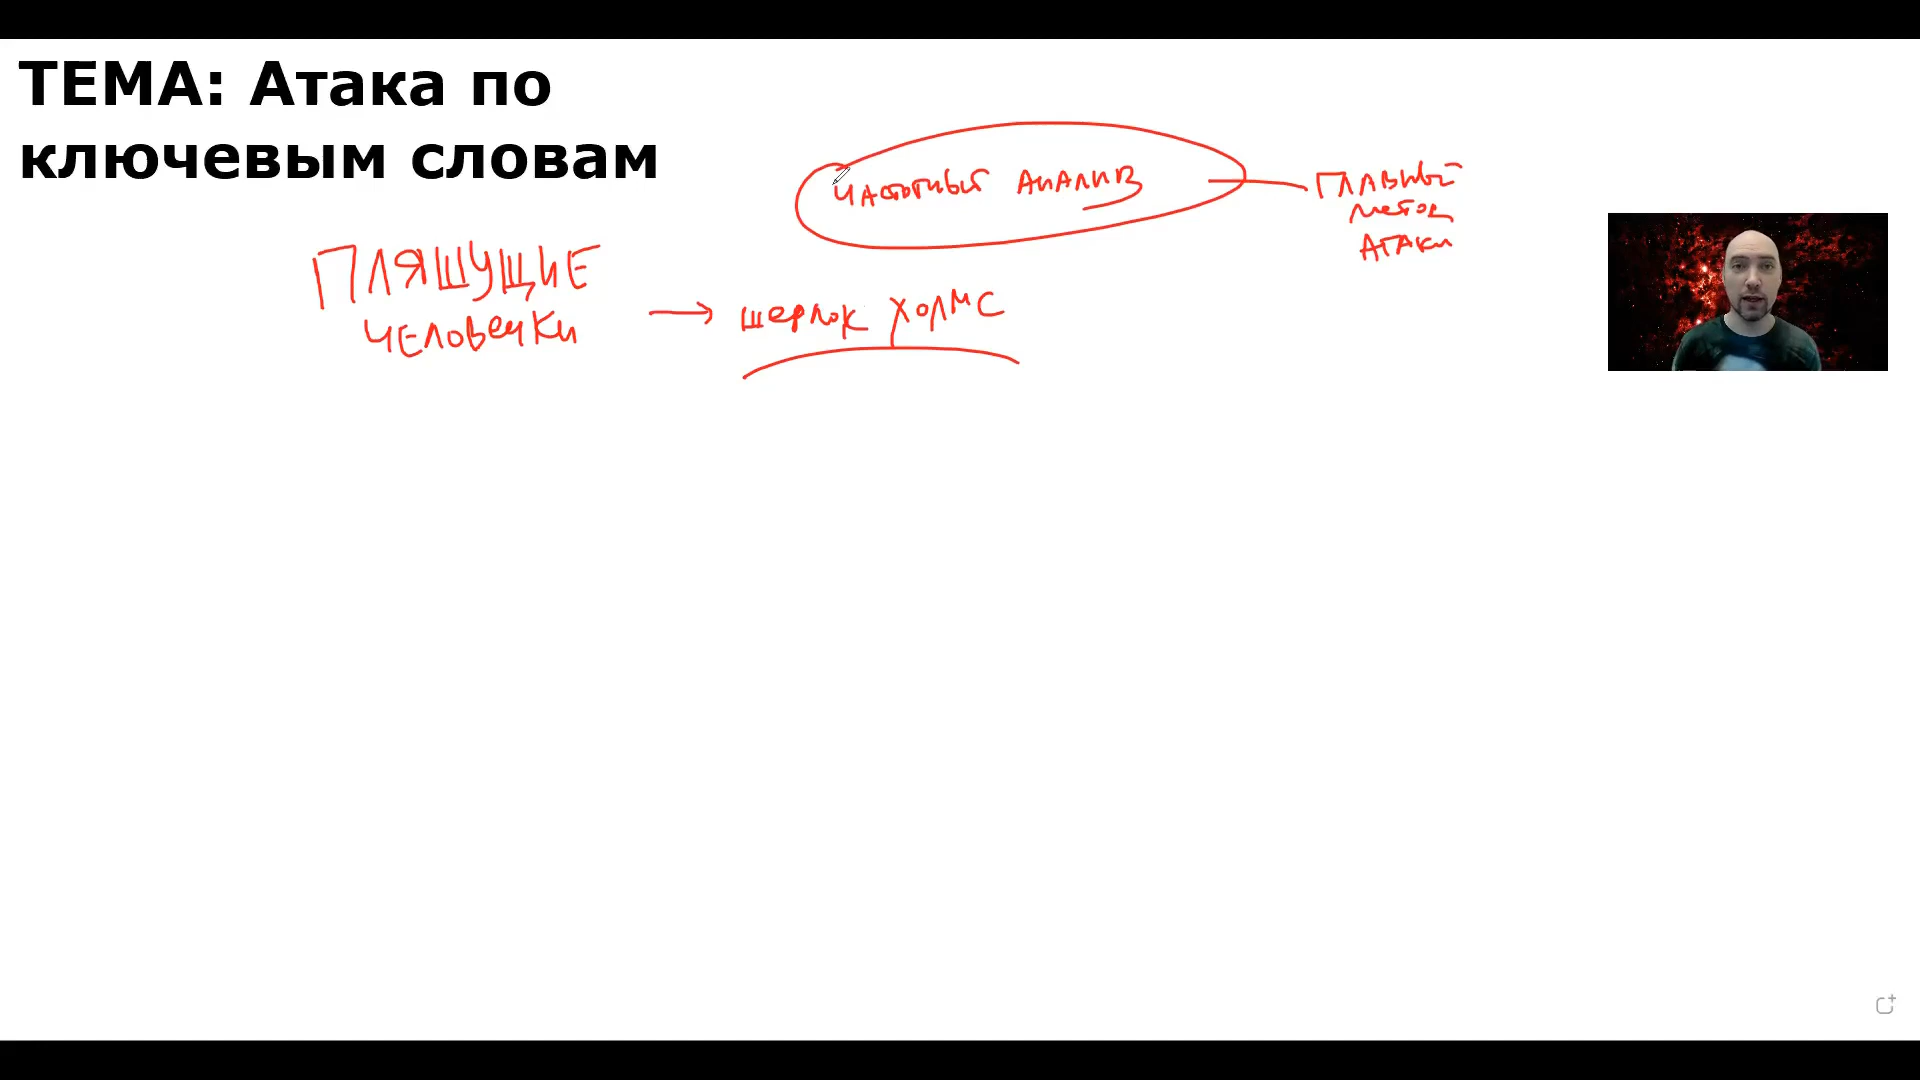 ТЕМА: Атака по
ключевым словам
ЧАСТОТНЫЙ АНАЛИЗ
ГЛАВНЫЙ
МЕТОД
АТАКИ
ПЛЯШУЩИЕ
ЧЕЛОВЕЧКИ
ШЕРЛОК ХОЛМС